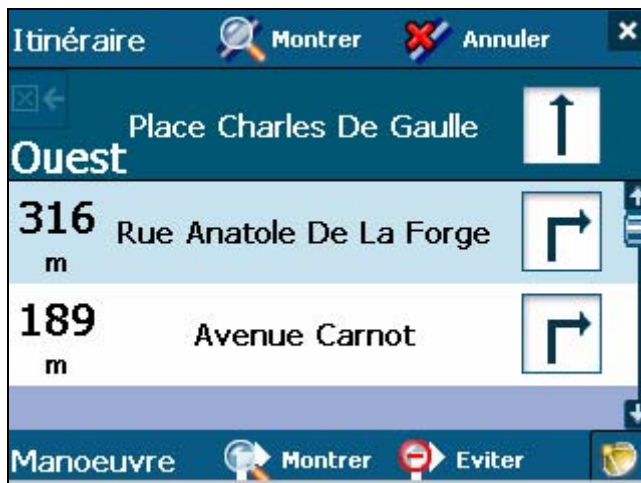 Itinéraire Montrer Annuler
Place Charles De Gaulle
Ouest
316 Rue Anatole De La Forge
m
189 Avenue Carnot
m
Manoeuvre Montrer Eviter